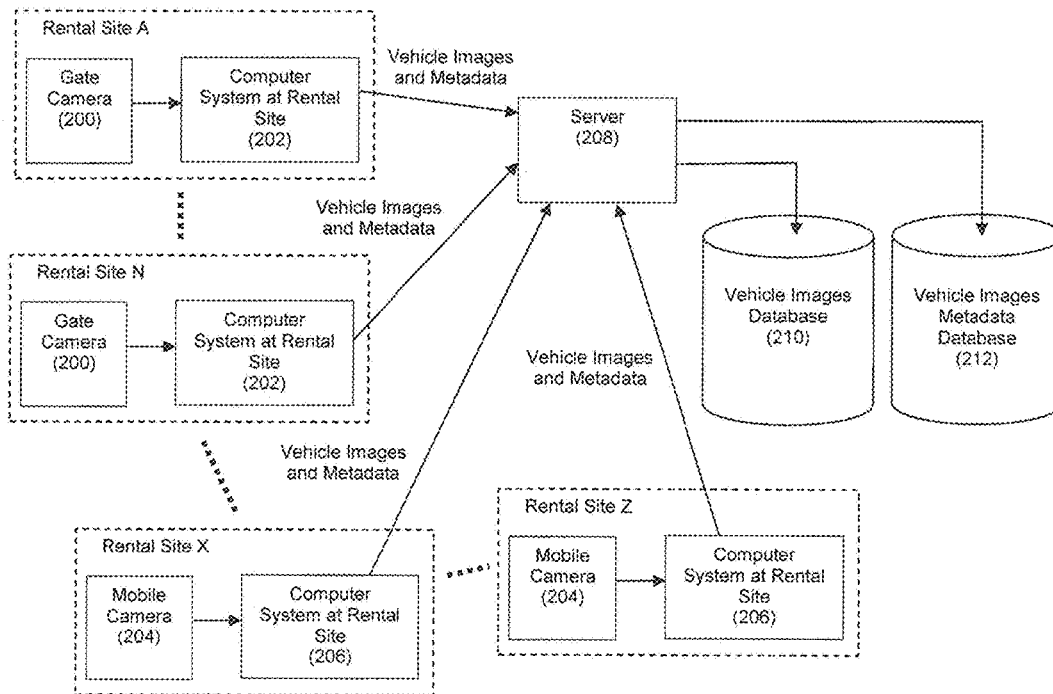 Rental Site A
Gate
Camera
(200)
Computer
System at Rental
Site
(202)
Vehicle Images
and Metadata
Server
(208)
Vehicle Images
and Metadata
Rental Site N
Gate
Camera
(200)
Computer
System at Rental
Site
(202)
Vehicle Images
Database
(210)
Vehicle Images
Metadata
Database
(212)
Vehicle Images
and Metadata
Vehicle Images
and Metadata
Rental Site X
Mobile
Camera
(204)
Computer
System at Rental
Site
(206)
Rental Site Z
Mobile
Camera
(204)
Computer
System at Rental
Site
(206)